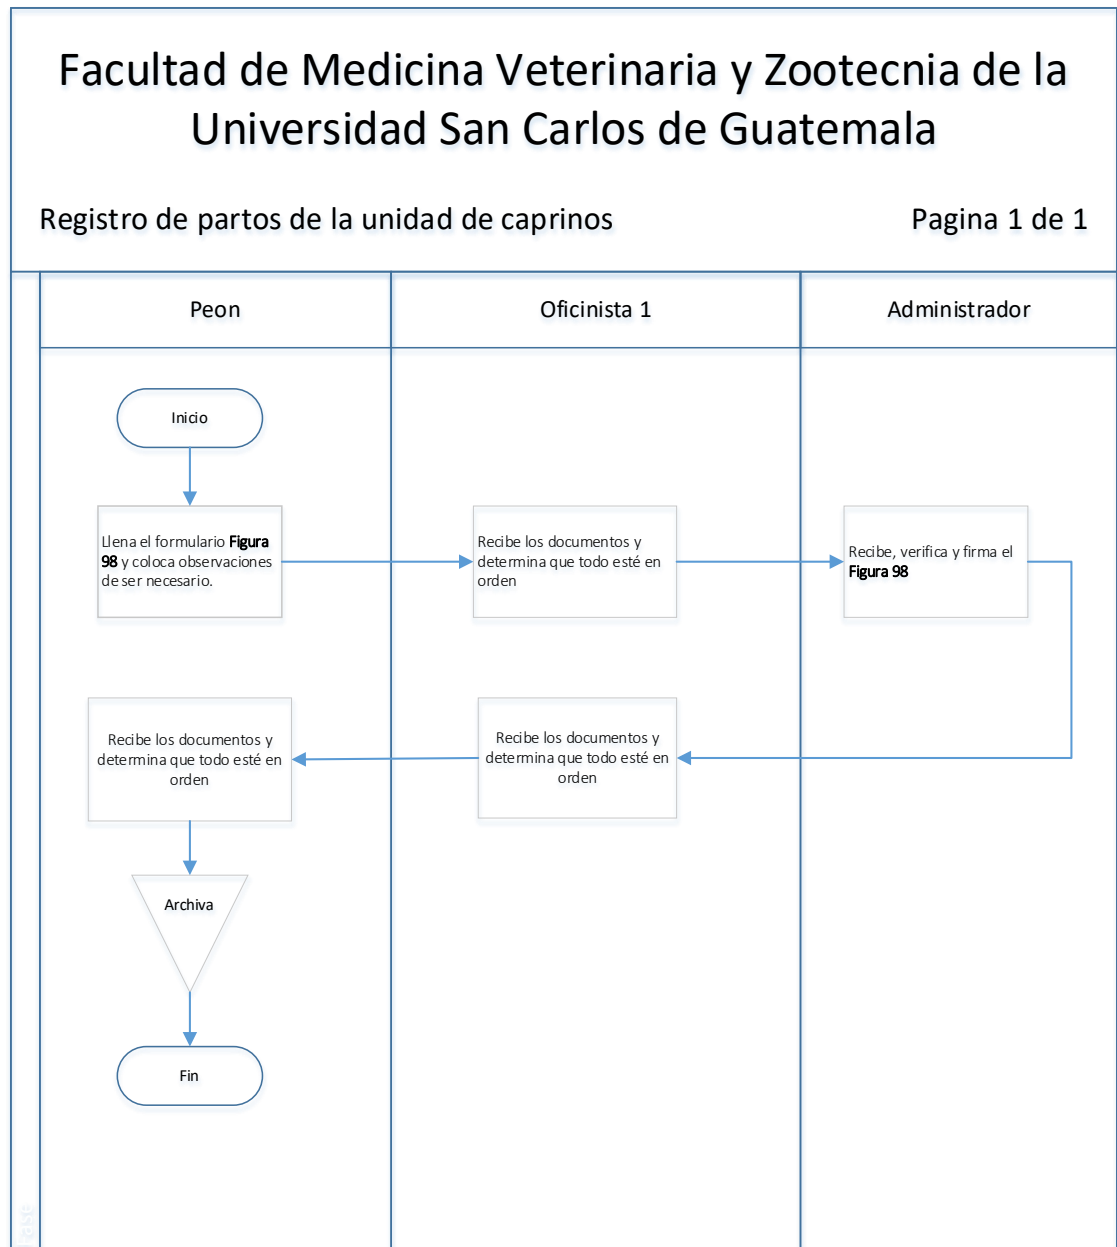 Facultad de Medicina Veterinaria y Zootecnia de la
Universidad San Carlos de Guatemala
Registro de partos de la unidad de caprinos
Pagina 1 de 1
Peon
Oficinista 1
Administrador
Inicio
Llena el formulario Figura
98 y coloca observaciones
de ser necesario.
Recibe los documentos y
determina que todo esté en
orden
Recibe, verifica y firma el
Figura 98
Recibe los documentos y
determina que todo esté en
orden
Recibe los documentos y
determina que todo esté en
orden
Archiva
Fin